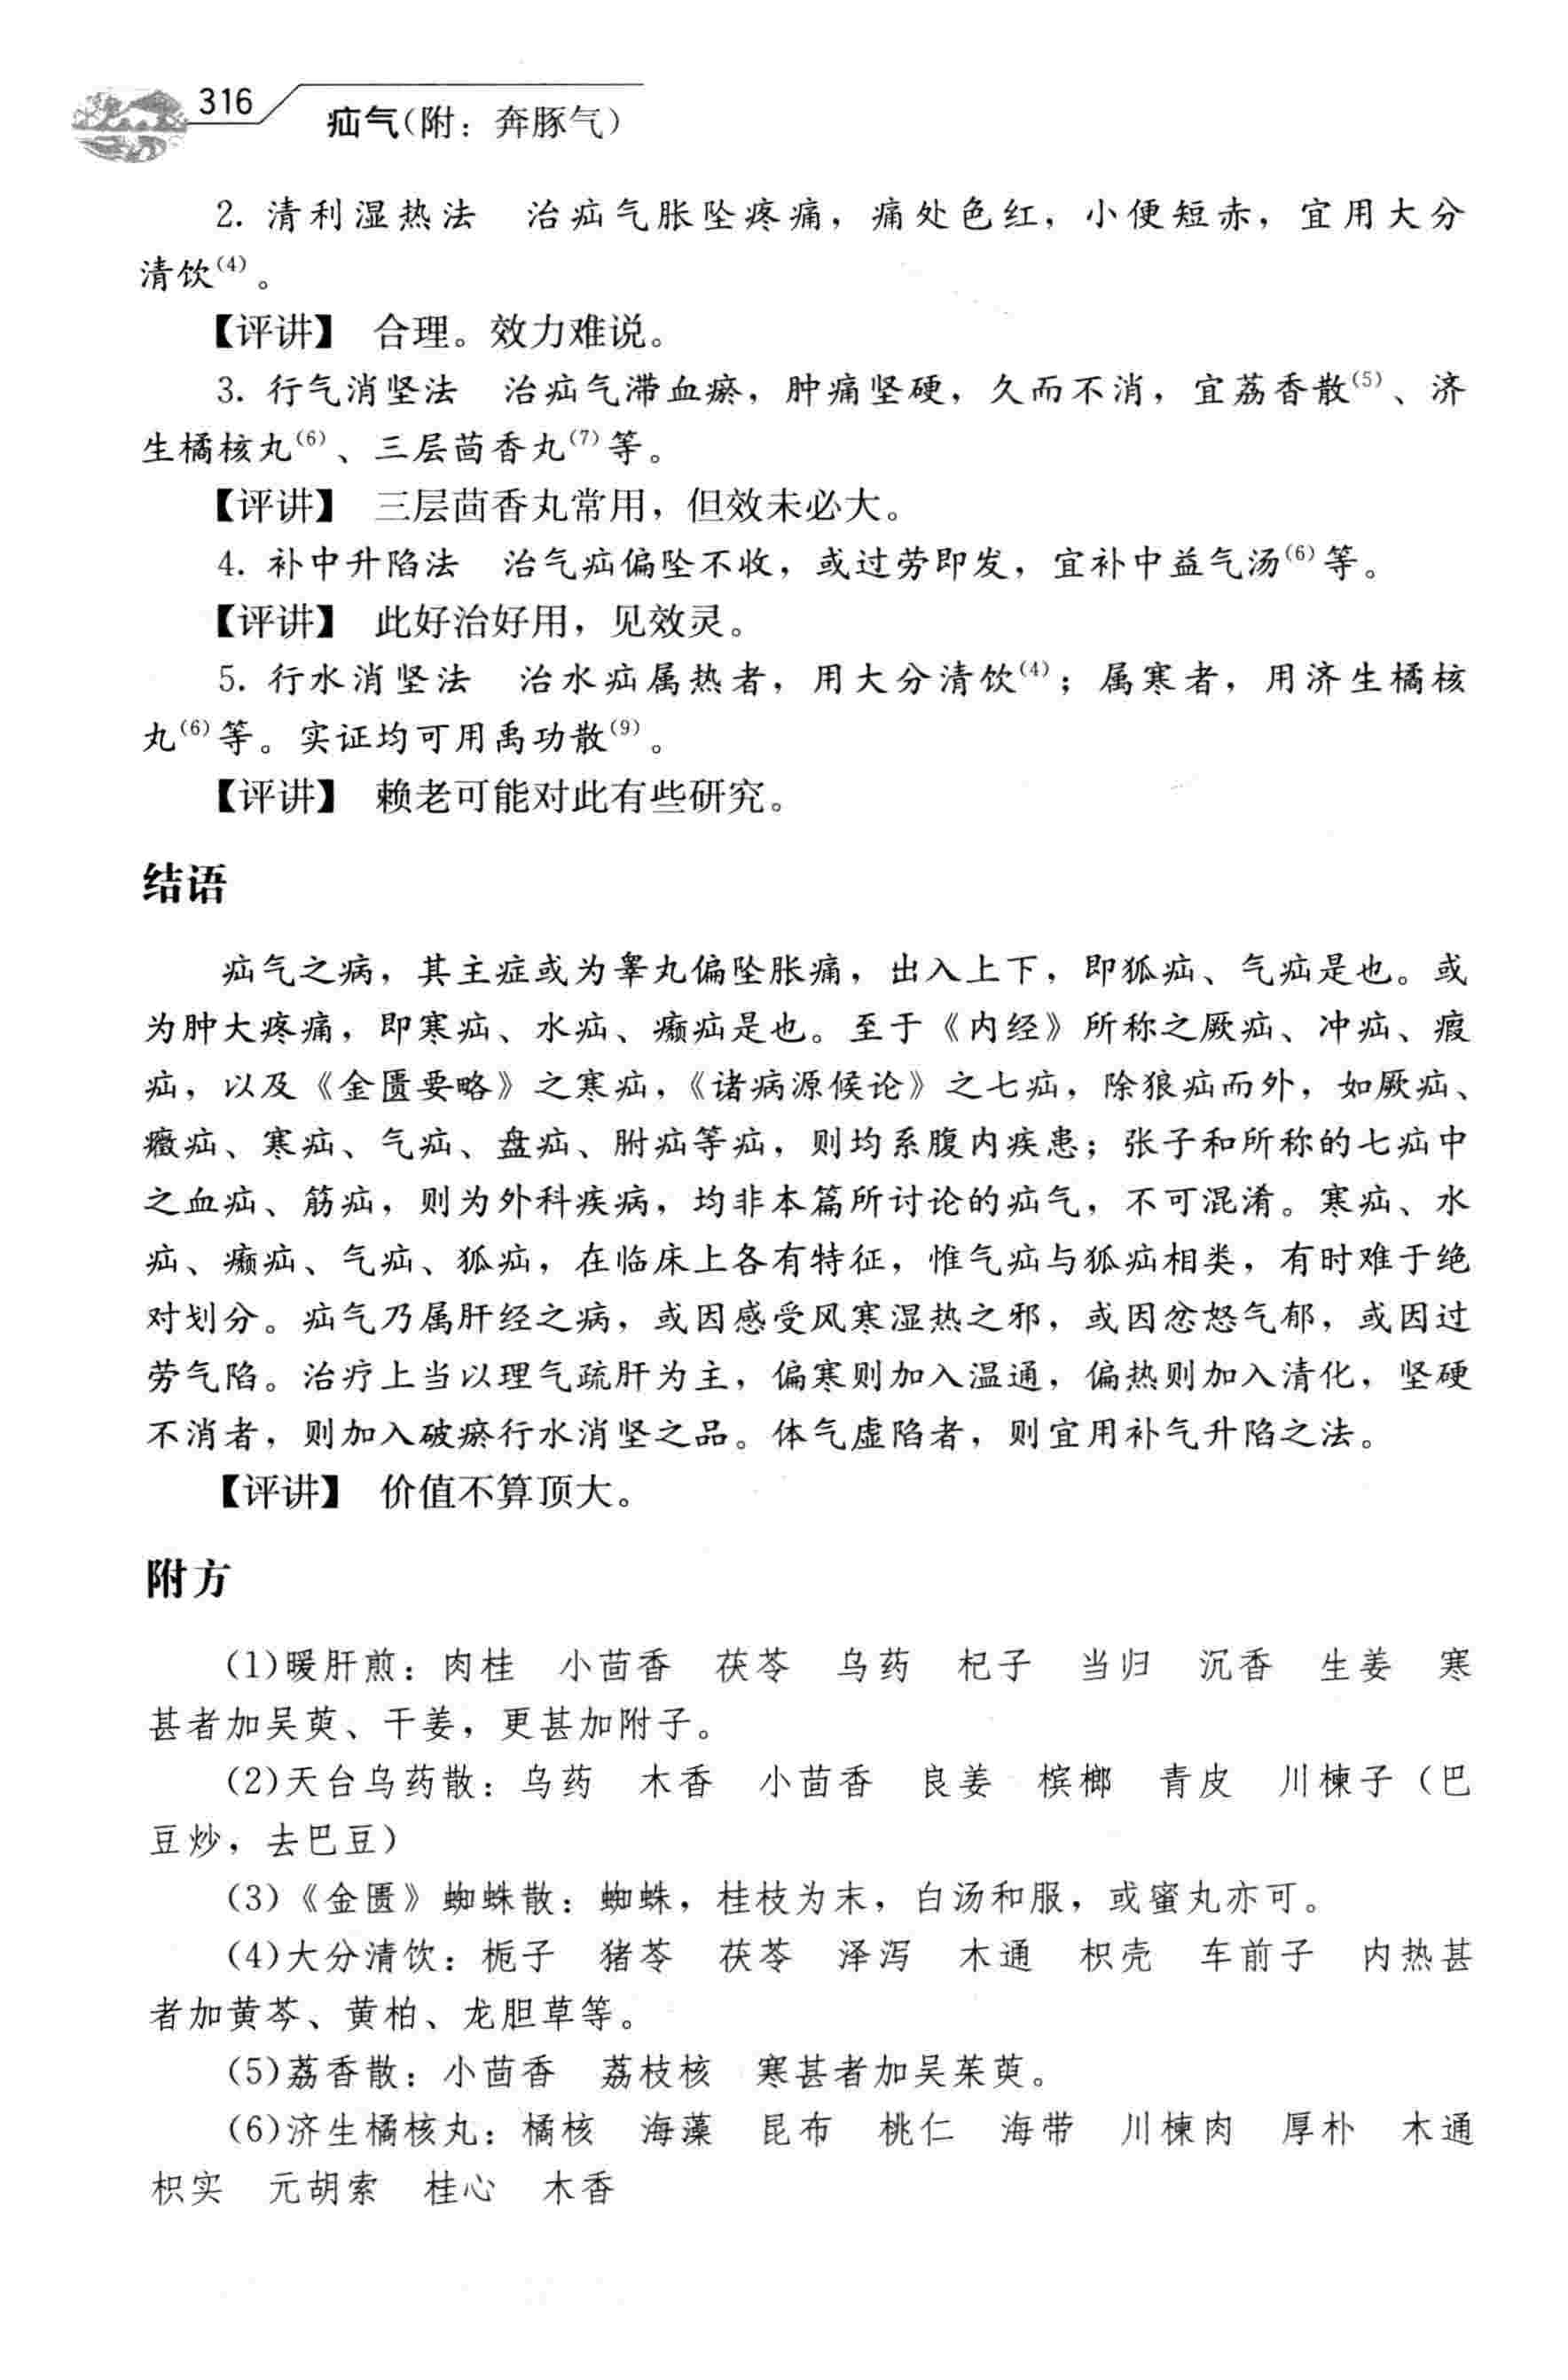 316
疝气(附：奔豚气)
2. 清利湿热法　治疝气胀坠疼痛，痛处色红，小便短赤，宜用大分
清饮(4)。
【评讲】 合理。效力难说。
3. 行气消坚法　治疝气滞血瘀，肿痛坚硬，久而不消，宜荔香散(5)、济
生橘核丸(6)、三层茴香丸(7)等。
【评讲】 三层茴香丸常用，但效未必大。
4. 补中升陷法　治气疝偏坠不收，或过劳即发，宜补中益气汤(6)等。
【评讲】 此好治好用，见效灵。
5. 行水消坚法　治水疝属热者，用大分清饮(4)；属寒者，用济生橘核
丸(6)等。实证均可用禹功散(9)。
【评讲】 赖老可能对此有些研究。
结语
疝气之病，其主症或为睾丸偏坠胀痛，出入上下，即狐疝、气疝是也。或
为肿大疼痛，即寒疝、水疝、癞疝是也。至于《内经》所称之厥疝、冲疝、瘕
疝，以及《金匮要略》之寒疝，《诸病源候论》之七疝，除狼疝而外，如厥疝、
癥疝、寒疝、气疝、盘疝、胕疝等疝，则均系腹内疾患；张子和所称的七疝中
之血疝、筋疝，则为外科疾病，均非本篇所讨论的疝气，不可混淆。寒疝、水
疝、癞疝、气疝、狐疝，在临床上各有特征，惟气疝与狐疝相类，有时难于绝
对划分。疝气乃属肝经之病，或因感受风寒湿热之邪，或因忿怒气郁，或因过
劳气陷。治疗上当以理气疏肝为主，偏寒则加入温通，偏热则加入清化，坚硬
不消者，则加入破瘀行水消坚之品。体气虚陷者，则宜用补气升陷之法。
【评讲】 价值不算顶大。
附方
(1)暖肝煎：肉桂　小茴香　茯苓　乌药　杞子　当归　沉香　生姜　寒
甚者加吴萸、干姜，更甚加附子。
(2)天台乌药散：乌药　木香　小茴香　良姜　槟榔　青皮　川楝子（巴
豆炒，去巴豆）
(3)《金匮》蜘蛛散：蜘蛛，桂枝为末，白汤和服，或蜜丸亦可。
(4)大分清饮：栀子　猪苓　茯苓　泽泻　木通　枳壳　车前子　内热甚
者加黄芩、黄柏、龙胆草等。
(5)荔香散：小茴香　荔枝核　寒甚者加吴茱萸。
(6)济生橘核丸：橘核　海藻　昆布　桃仁　海带　川楝肉　厚朴　木通
枳实　元胡索　桂心　木香